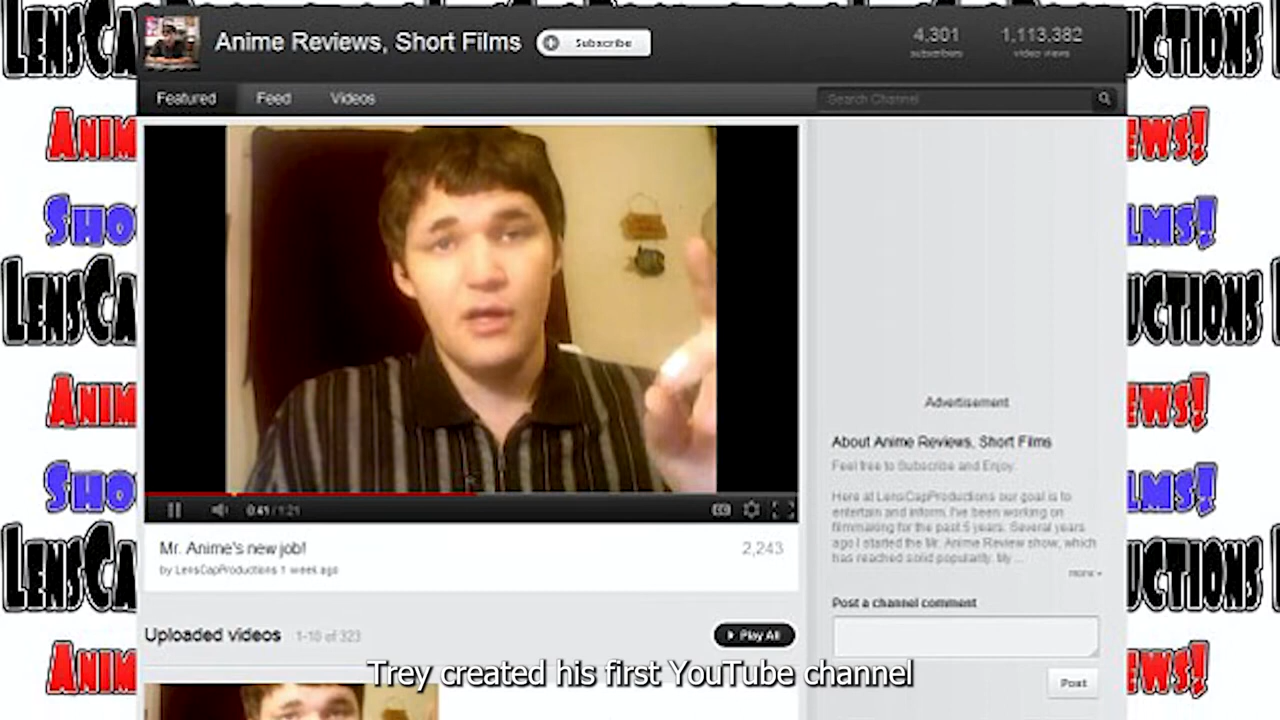 LENSCA
UCTIONS
Anime Reviews, Short Films
Subscribe
4,301
subscribers
1,113,382
video views
Featured
Feed
Videos
Search Channel
ANIM
EWS!
SHO
LMS!
LENSCA
UCTIONS
ANIM
EWS!
SHO
LMS!
LENSCA
UCTIONS
ANIM
EWS!
0:41 / 1:21
Mr. Anime's new job!
2,243
by LensCapProductions 1 week ago
Uploaded videos
1-10 of 323
Play All
Advertisement
About Anime Reviews, Short Films
Feel free to Subscribe and Enjoy.
Here at LensCapProductions our goal is to
entertain and inform. I've been working on
filmmaking for the past 5 years. Several years
ago I started the Mr. Anime Review show, which
has reached solid popularity. My ...
more
Post a channel comment
Post
Trey created his first YouTube channel